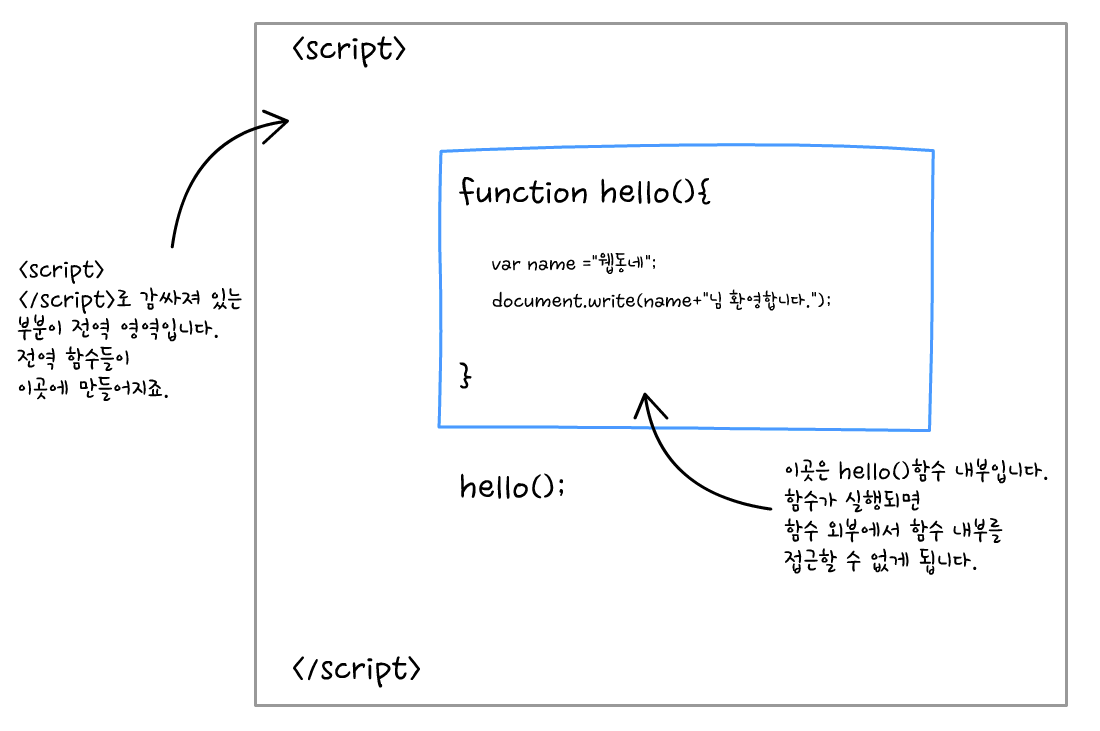 <script>
function hello(){
var name ="웹동네";
document.write(name+"님 환영합니다.");
}
hello();
</script>
<script>
</script>로 감싸져 있는
부분이 전역 영역입니다.
전역 함수들이
이곳에 만들어지죠.
이곳은 hello()함수 내부입니다.
함수가 실행되면
함수 외부에서 함수 내부를
접근할 수 없게 됩니다.